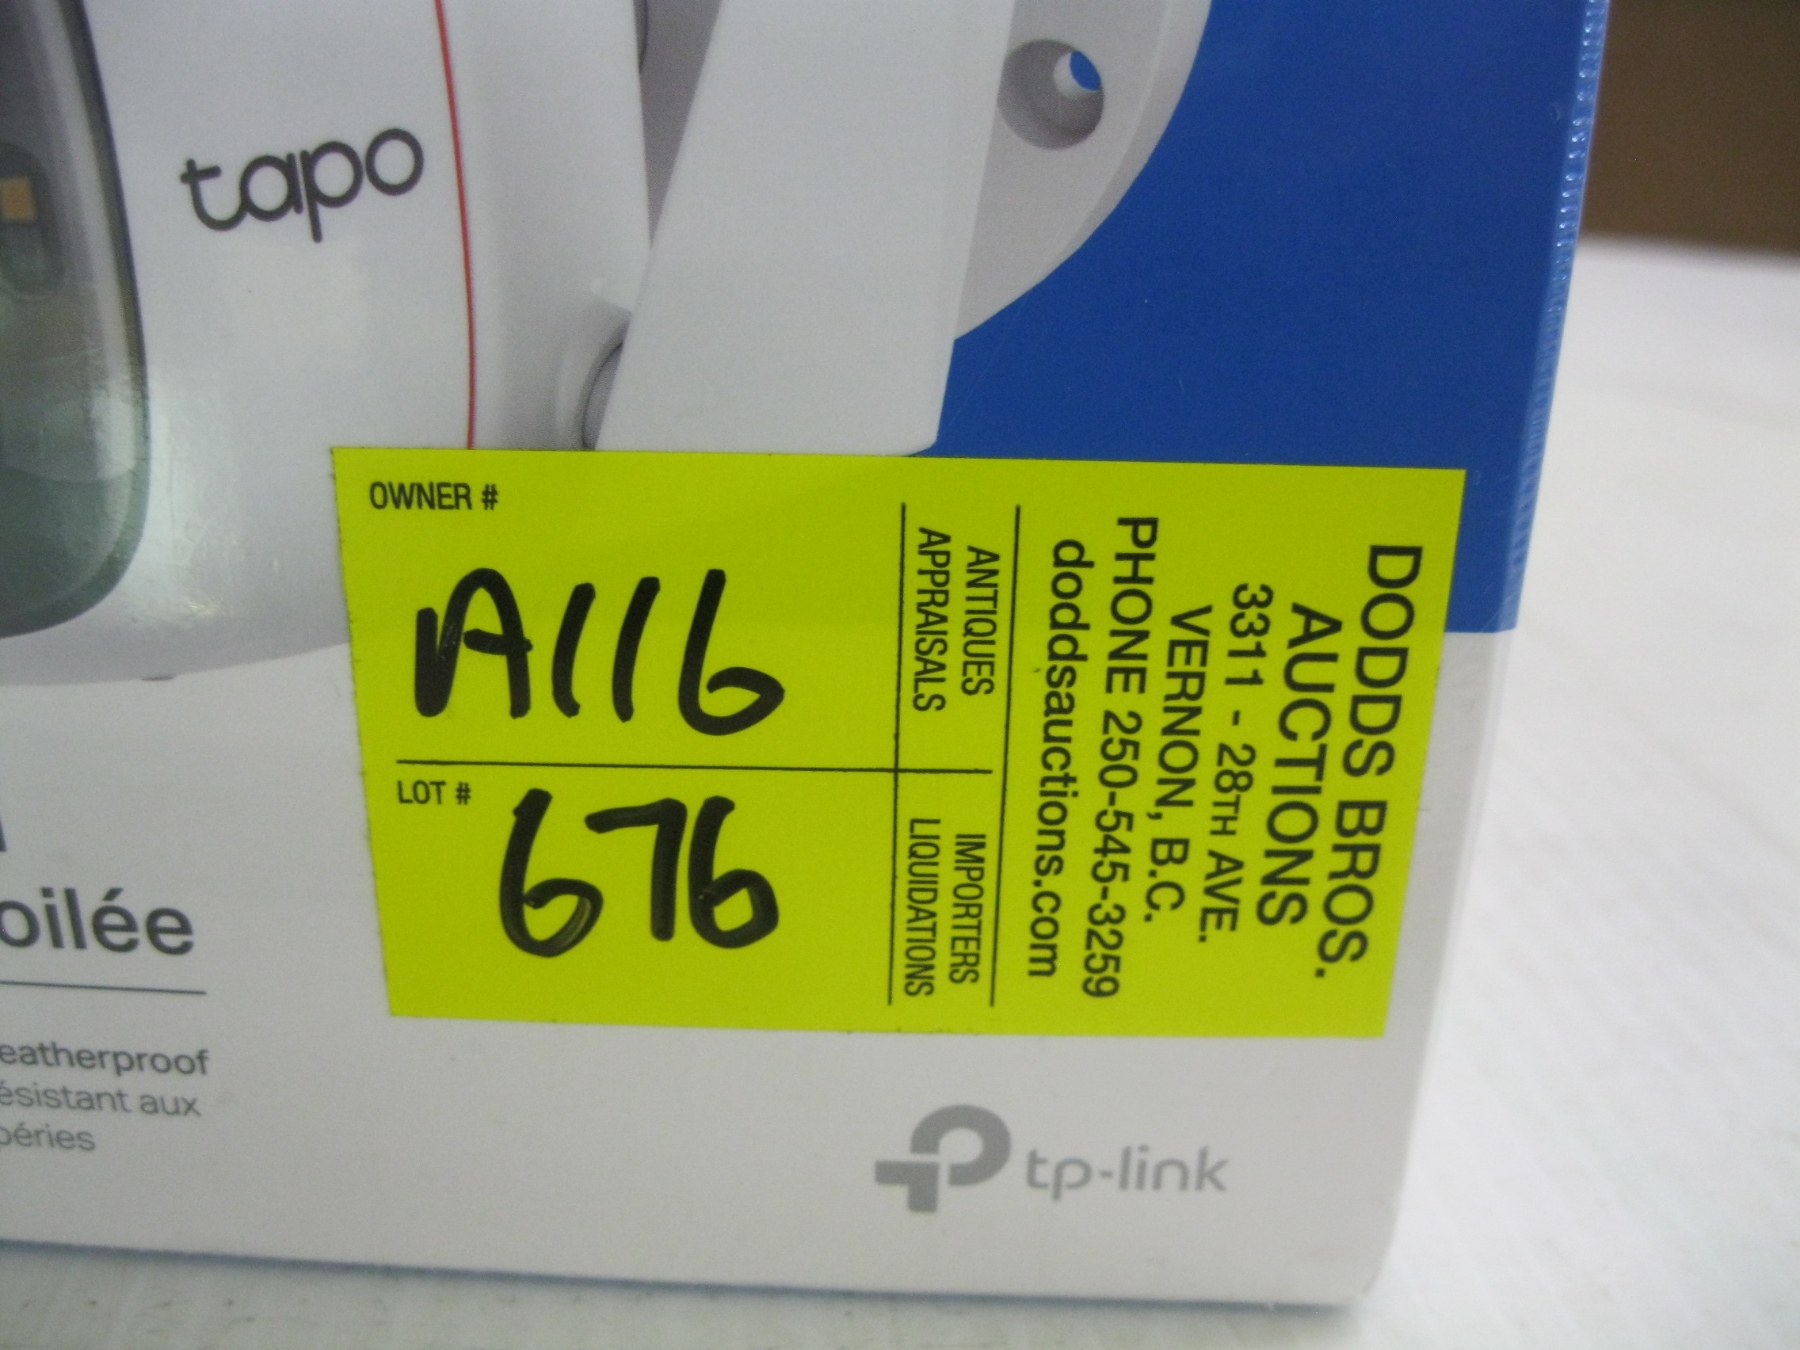 tapo
OWNER #
A116
LOT #
676
DODDS BROS.
AUCTIONS
3311 - 28TH AVE.
VERNON, B.C.
PHONE 250-545-3259
doddsauctions.com
ANTIQUES
APPRAISALS
IMPORTERS
LIQUIDATIONS
oilée
eatherproof
ésistant aux
péries
tp-link